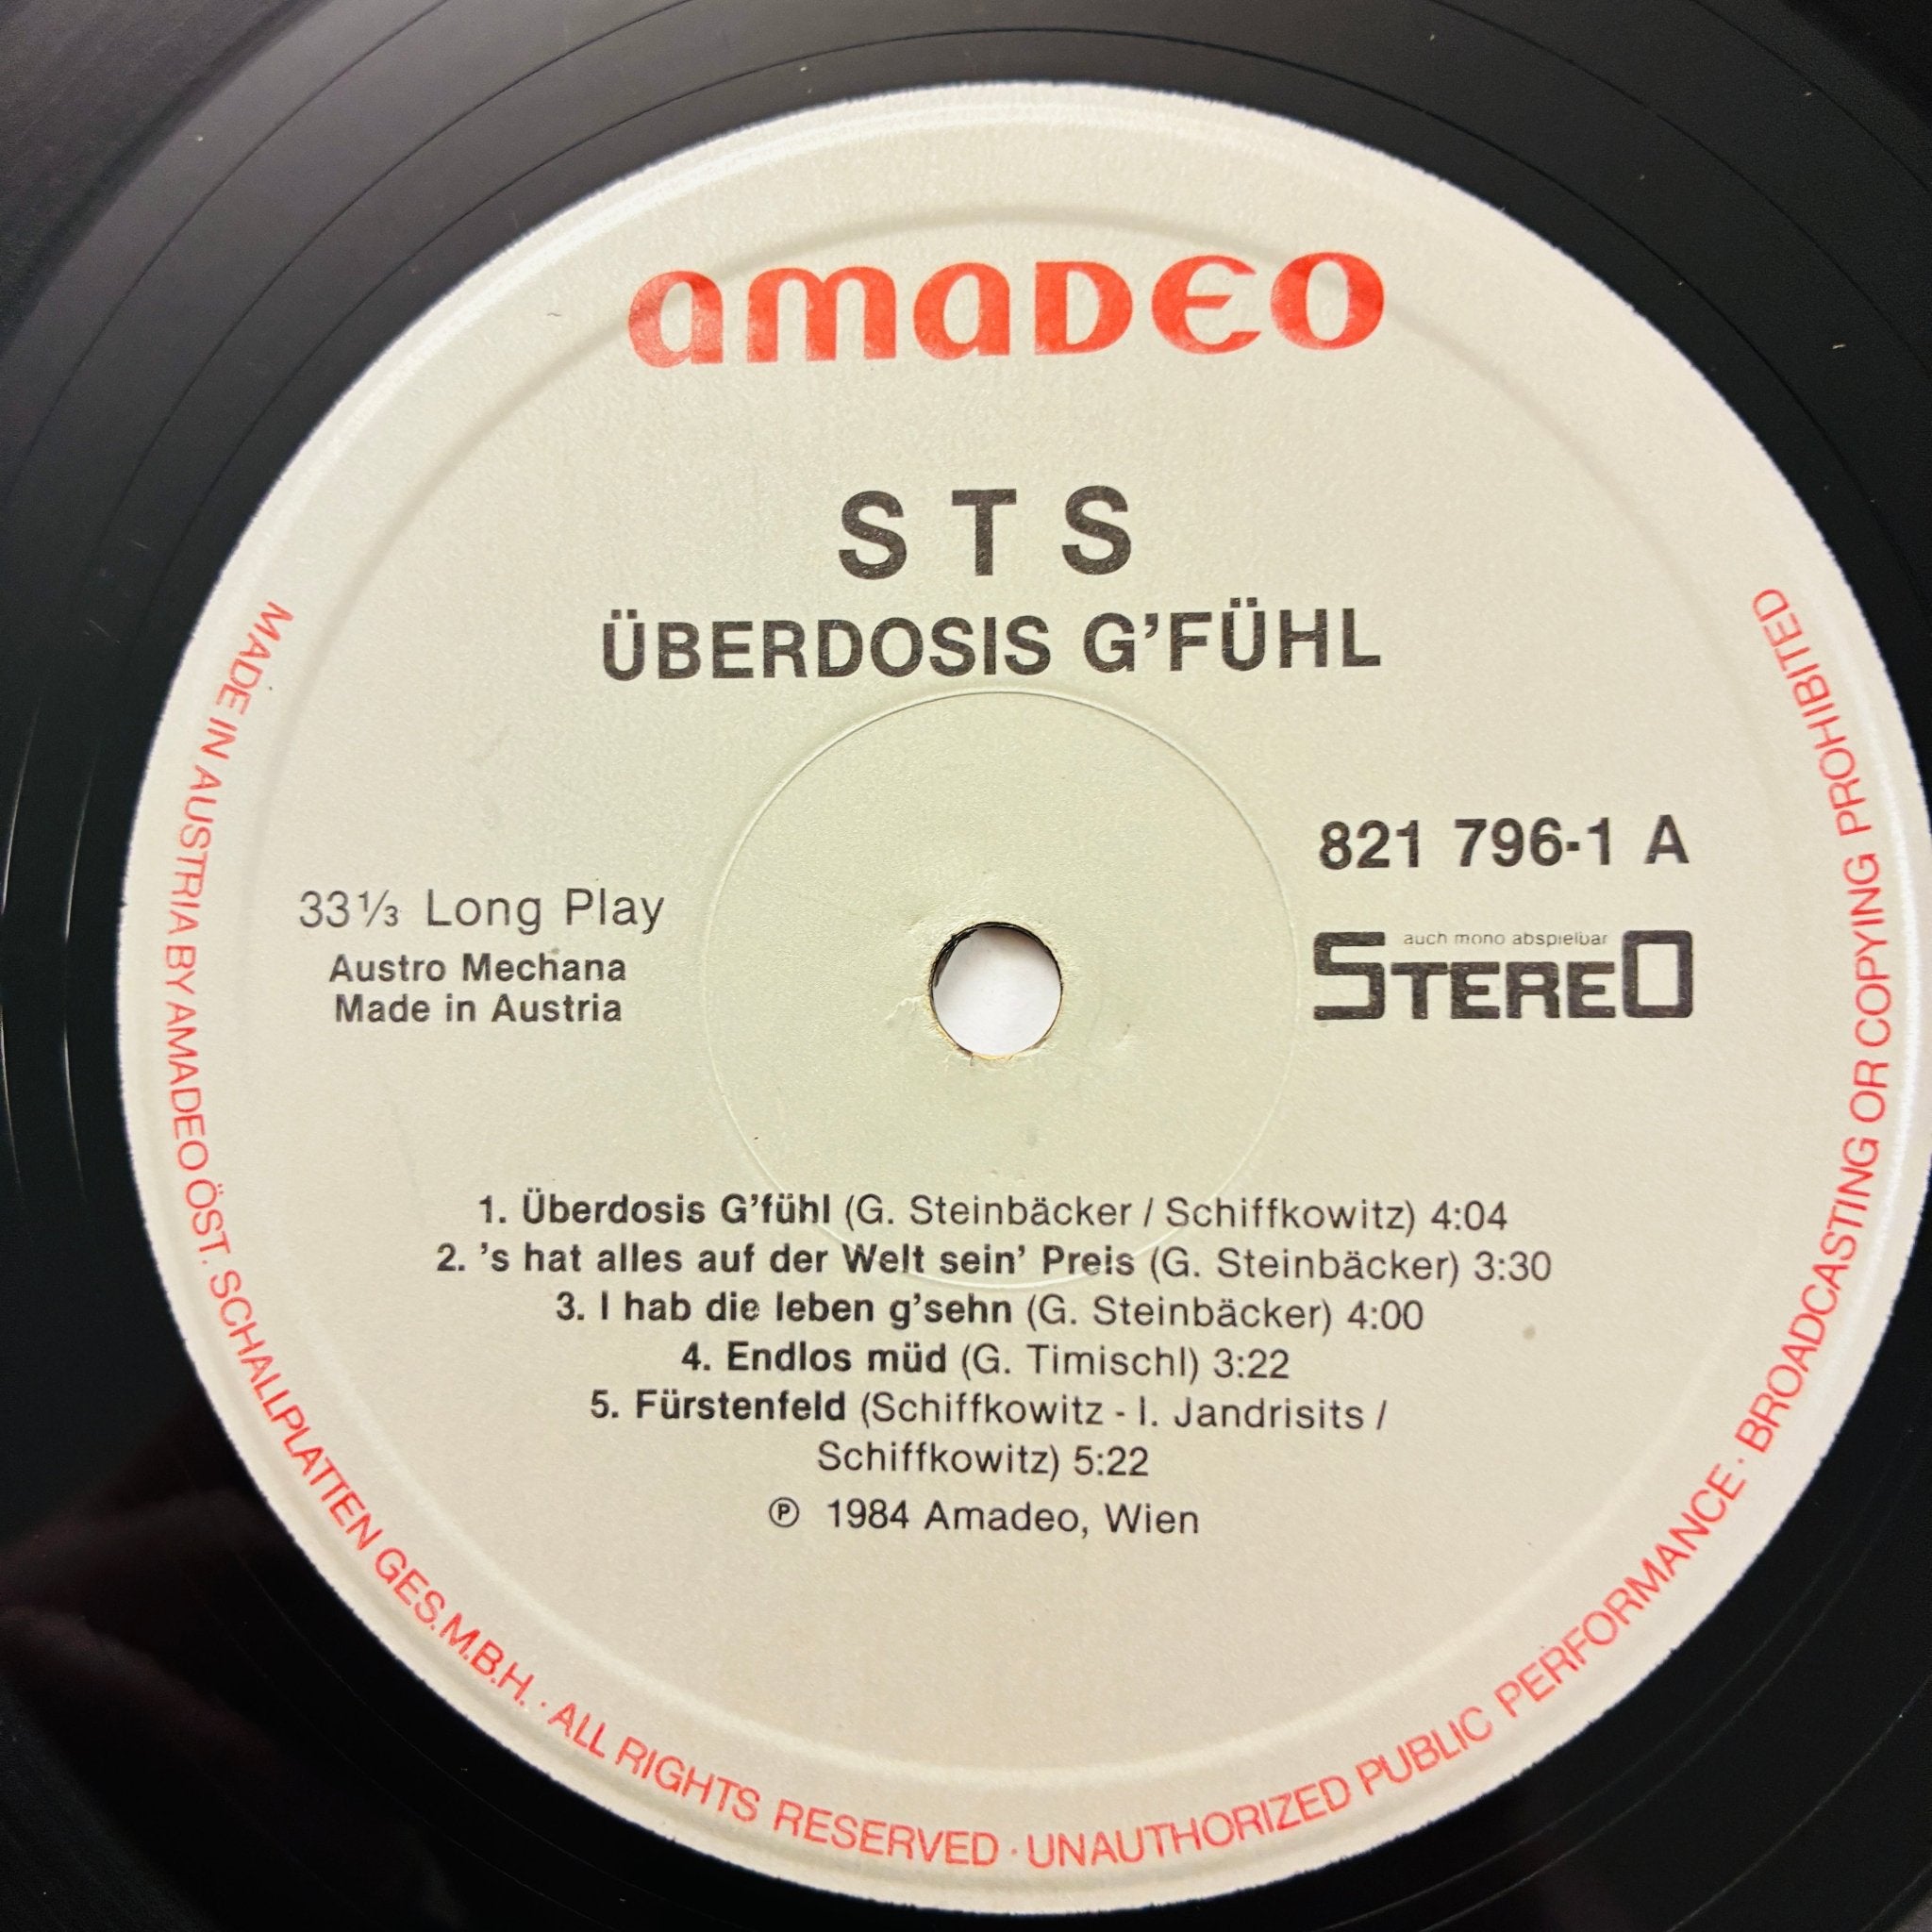 amadeo
S T S
ÜBERDOSIS G'FÜHL
821 796-1 A
33⅓ Long Play
auch mono abspielbar
STEREO
Austro Mechana
Made in Austria
1. Überdosis G'fühl (G. Steinbäcker / Schiffkowitz) 4:04
2. 's hat alles auf der Welt sein' Preis (G. Steinbäcker) 3:30
3. I hab die leben g'sehn (G. Steinbäcker) 4:00
4. Endlos müd (G. Timischl) 3:22
5. Fürstenfeld (Schiffkowitz - I. Jandrisits /
Schiffkowitz) 5:22
℗ 1984 Amadeo, Wien
MADE IN AUSTRIA BY AMADEO ÖST. SCHALLPLATTEN GES.M.B.H. · ALL RIGHTS RESERVED · UNAUTHORIZED PUBLIC PERFORMANCE · BROADCASTING OR COPYING PROHIBITED